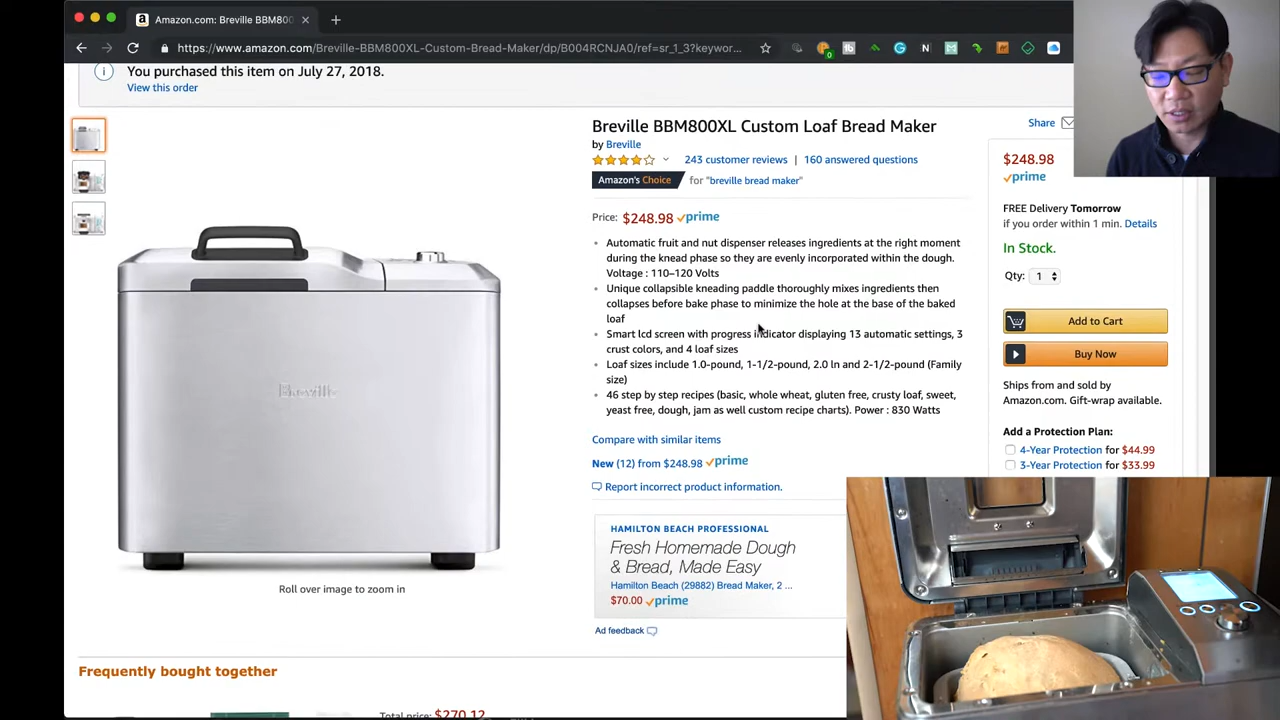 Amazon.com: Breville BBM800
https://www.amazon.com/Breville-BBM800XL-Custom-Bread-Maker/dp/B004RCNJA0/ref=sr_1_3?keywor...
You purchased this item on July 27, 2018.
View this order
Breville BBM800XL Custom Loaf Bread Maker
by Breville
243 customer reviews | 160 answered questions
Amazon's Choice for "breville bread maker"
Price: $248.98 prime
Automatic fruit and nut dispenser releases ingredients at the right moment
during the knead phase so they are evenly incorporated within the dough.
Voltage : 110–120 Volts
Unique collapsible kneading paddle thoroughly mixes ingredients then
collapses before bake phase to minimize the hole at the base of the baked
loaf
Smart lcd screen with progress indicator displaying 13 automatic settings, 3
crust colors, and 4 loaf sizes
Loaf sizes include 1.0-pound, 1-1/2-pound, 2.0 ln and 2-1/2-pound (Family
size)
46 step by step recipes (basic, whole wheat, gluten free, crusty loaf, sweet,
yeast free, dough, jam as well custom recipe charts). Power : 830 Watts
Compare with similar items
New (12) from $248.98 prime
Report incorrect product information.
HAMILTON BEACH PROFESSIONAL
Fresh Homemade Dough
& Bread, Made Easy
Hamilton Beach (29882) Bread Maker, 2 ...
$70.00 prime
Ad feedback
Share
$248.98
prime
FREE Delivery Tomorrow
if you order within 1 min. Details
In Stock.
Qty: 1
Add to Cart
Buy Now
Ships from and sold by
Amazon.com. Gift-wrap available.
Add a Protection Plan:
4-Year Protection for $44.99
3-Year Protection for $33.99
Breville
Roll over image to zoom in
Frequently bought together
Total price: $270.12